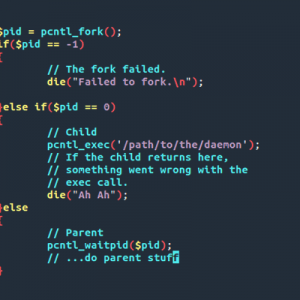 $pid = pcntl_fork();
if($pid == -1)
{
// The fork failed.
die("Failed to fork.\n");
}else if($pid == 0)
{
// Child
pcntl_exec('/path/to/the/daemon');
// If the child returns here,
// something went wrong with the
// exec call.
die("Ah Ah");
}else
{
// Parent
pcntl_waitpid($pid);
// ...do parent stuff
}